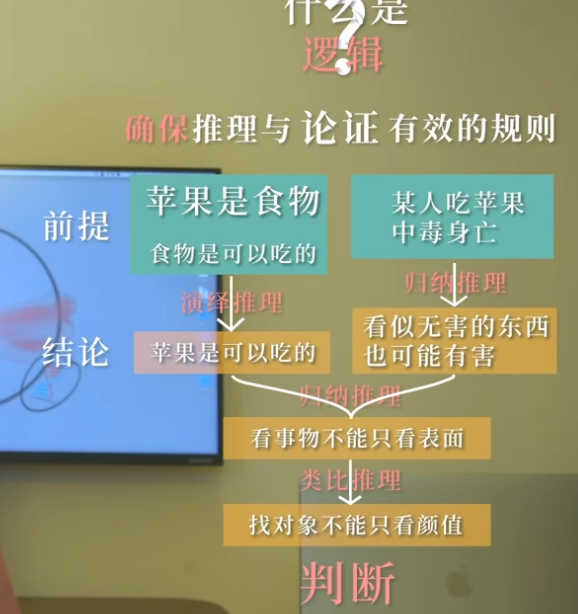 什么是
?
逻辑
确保推理与论证有效的规则
前提
苹果是食物
食物是可以吃的
某人吃苹果
中毒身亡
演绎推理
归纳推理
结论
苹果是可以吃的
看似无害的东西
也可能有害
归纳推理
看事物不能只看表面
类比推理
找对象不能只看颜值
判断